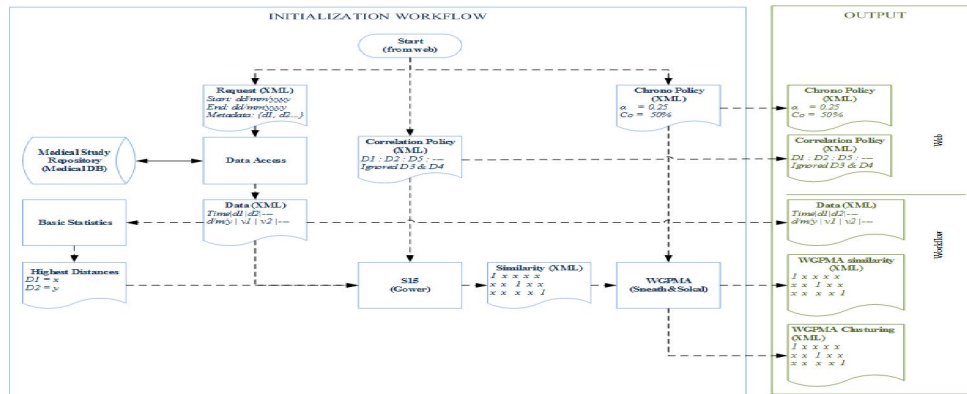 INITIALIZATION WORKFLOW
OUTPUT
Start
(from web)
Request (XML)
Start: dd/mm/yyyy
End: dd/mm/yyyy
Metadata: {d1, d2...}
Chrono Policy
(XML)
α = 0.25
Co = 50%
Chrono Policy
(XML)
α = 0.25
Co = 50%
Medical Study
Repository
(Medical DB)
Data Access
Correlation Policy
(XML)
D1 : D2 : D5 : ---
Ignored D3 & D4
Correlation Policy
(XML)
D1 : D2 : D5 : ---
Ignored D3 & D4
Web
Basic Statistics
Data (XML)
Time|d1|d2|---
d/m/y | v1 | v2 |---
Data (XML)
Time|d1|d2|---
d/m/y | v1 | v2 |---
Workflow
Highest Distances
D1 = x
D2 = y
S15
(Gower)
Similarity (XML)
1 x x x x
x x 1 x x
x x x x 1
WGPMA
(Sneath&Sokal)
WGPMA similarity
(XML)
1 x x x x
x x 1 x x
x x x x 1
WGPMA Clusturing
(XML)
1 x x x x
x x 1 x x
x x x x 1